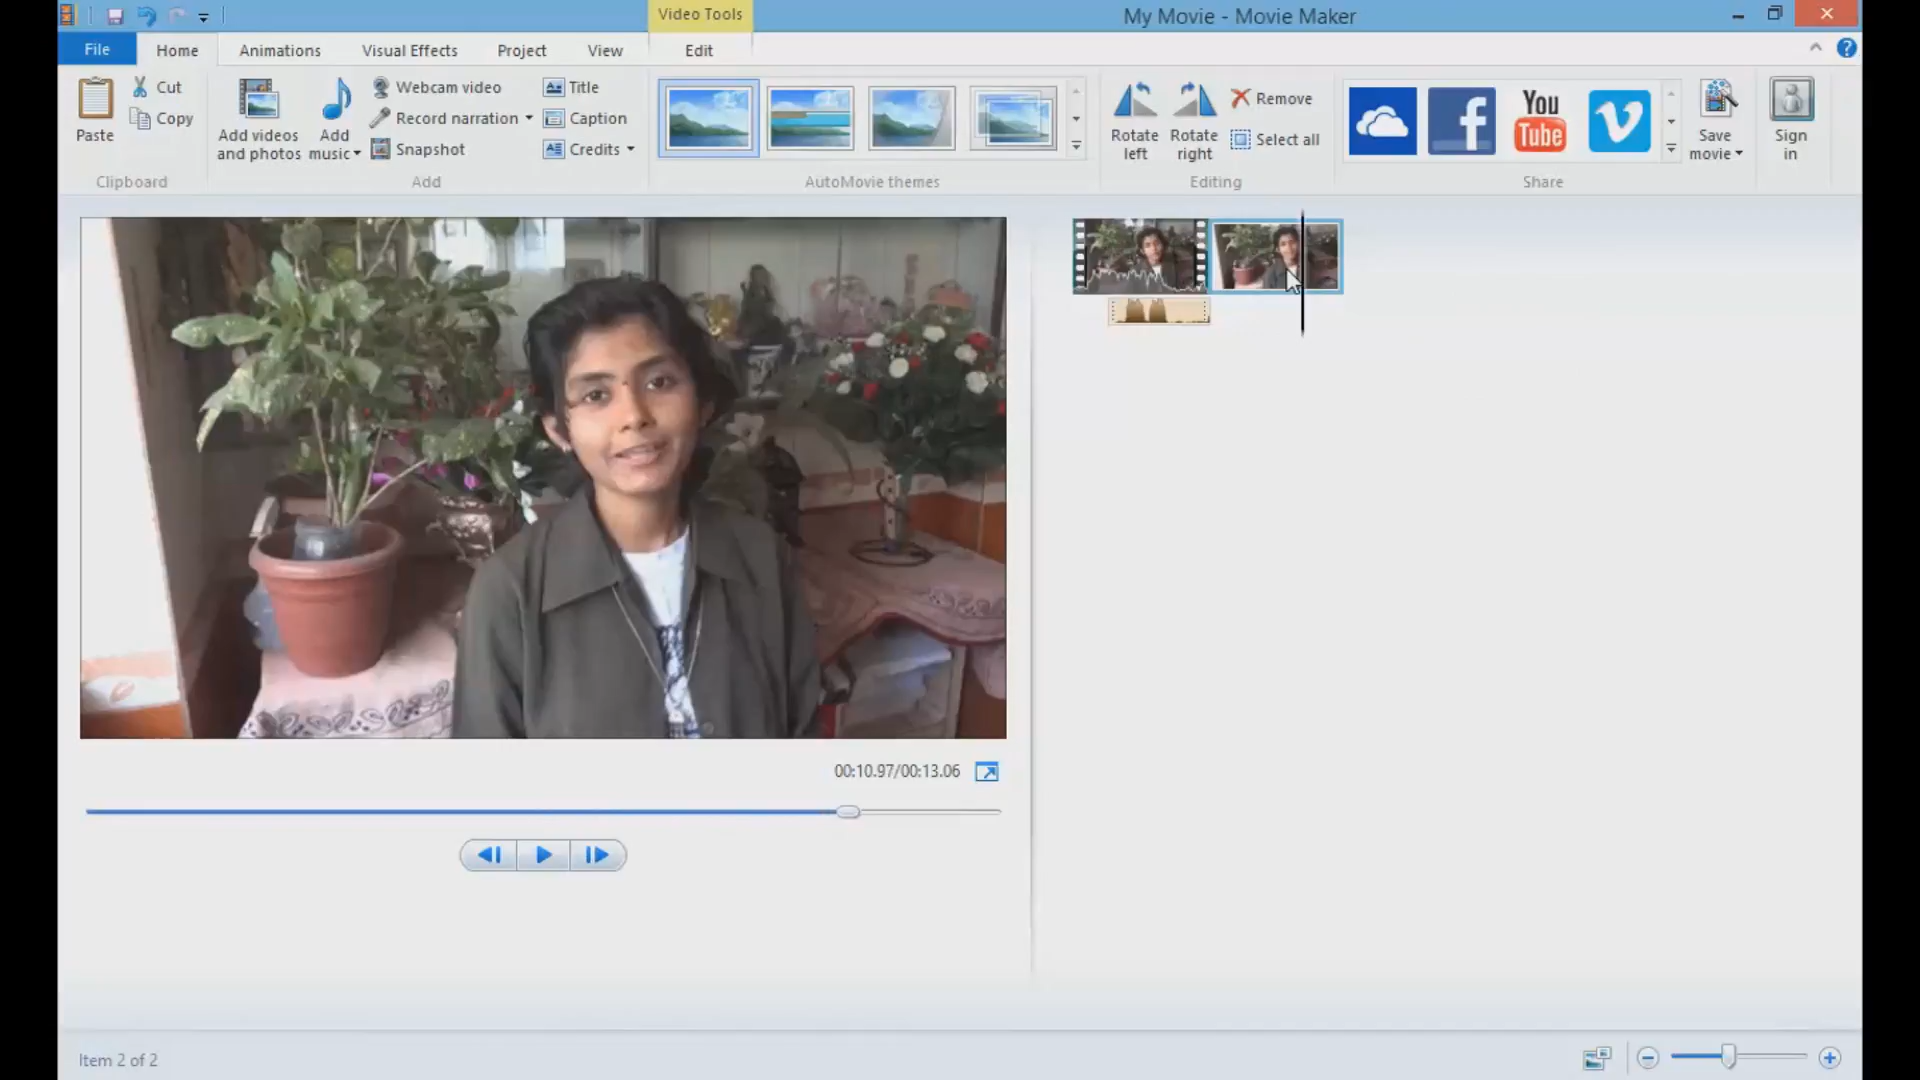 Video Tools
My Movie - Movie Maker
File
Home
Animations
Visual Effects
Project
View
Edit
Paste
Cut
Copy
Clipboard
Add videos
and photos
Add
music
Webcam video
Record narration
Snapshot
Title
Caption
Credits
Add
AutoMovie themes
Rotate
left
Rotate
right
Remove
Select all
Editing
f
You
Tube
v
Share
Save
movie
Sign
in
00:10.97/00:13.06
Item 2 of 2